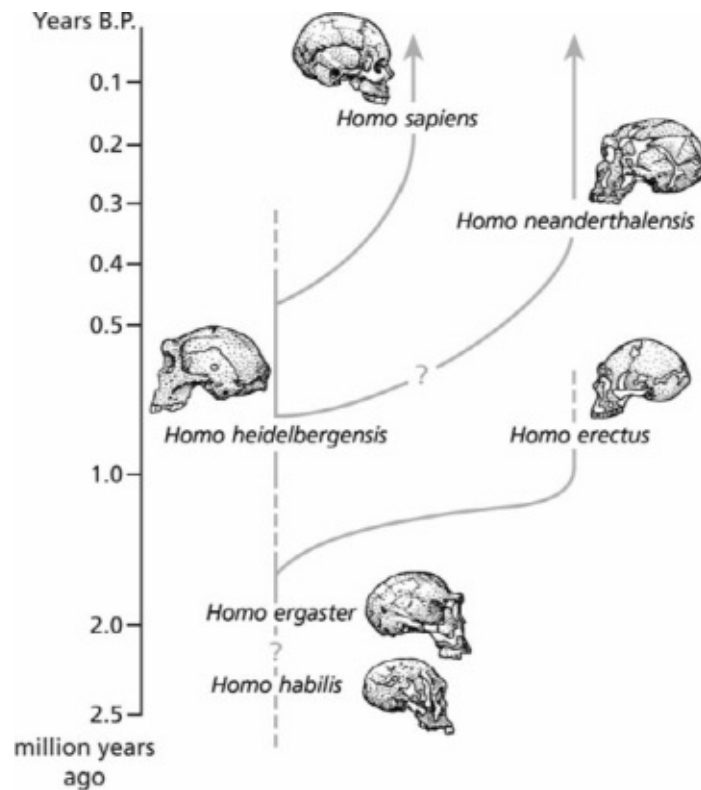 Years B.P.
0.1
Homo sapiens
0.2
0.3
Homo neanderthalensis
0.4
0.5
?
Homo heidelbergensis
Homo erectus
1.0
Homo ergaster
2.0
?
Homo habilis
2.5
million years
ago